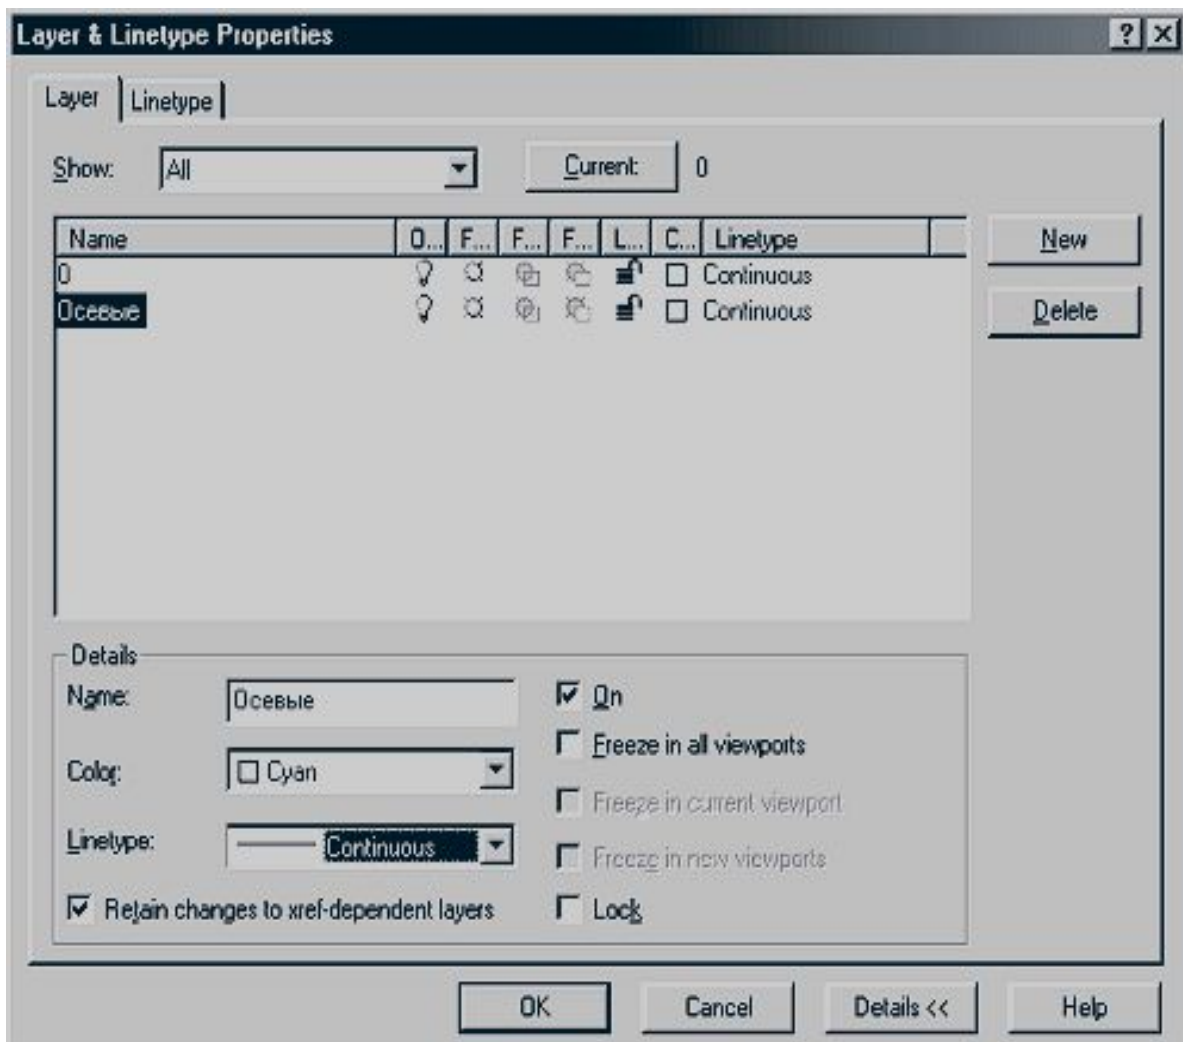 Layer & Linetype Properties
Layer Linetype
Show: All Current: 0
Name O... F... F... F... L... C... Linetype
0 Continuous
Осевые Continuous
New
Delete
Details
Name: Осевые
Color: Cyan
Linetype: Continuous
Retain changes to xref-dependent layers
On
Freeze in all viewports
Freeze in current viewport
Freeze in new viewports
Lock
OK Cancel Details << Help